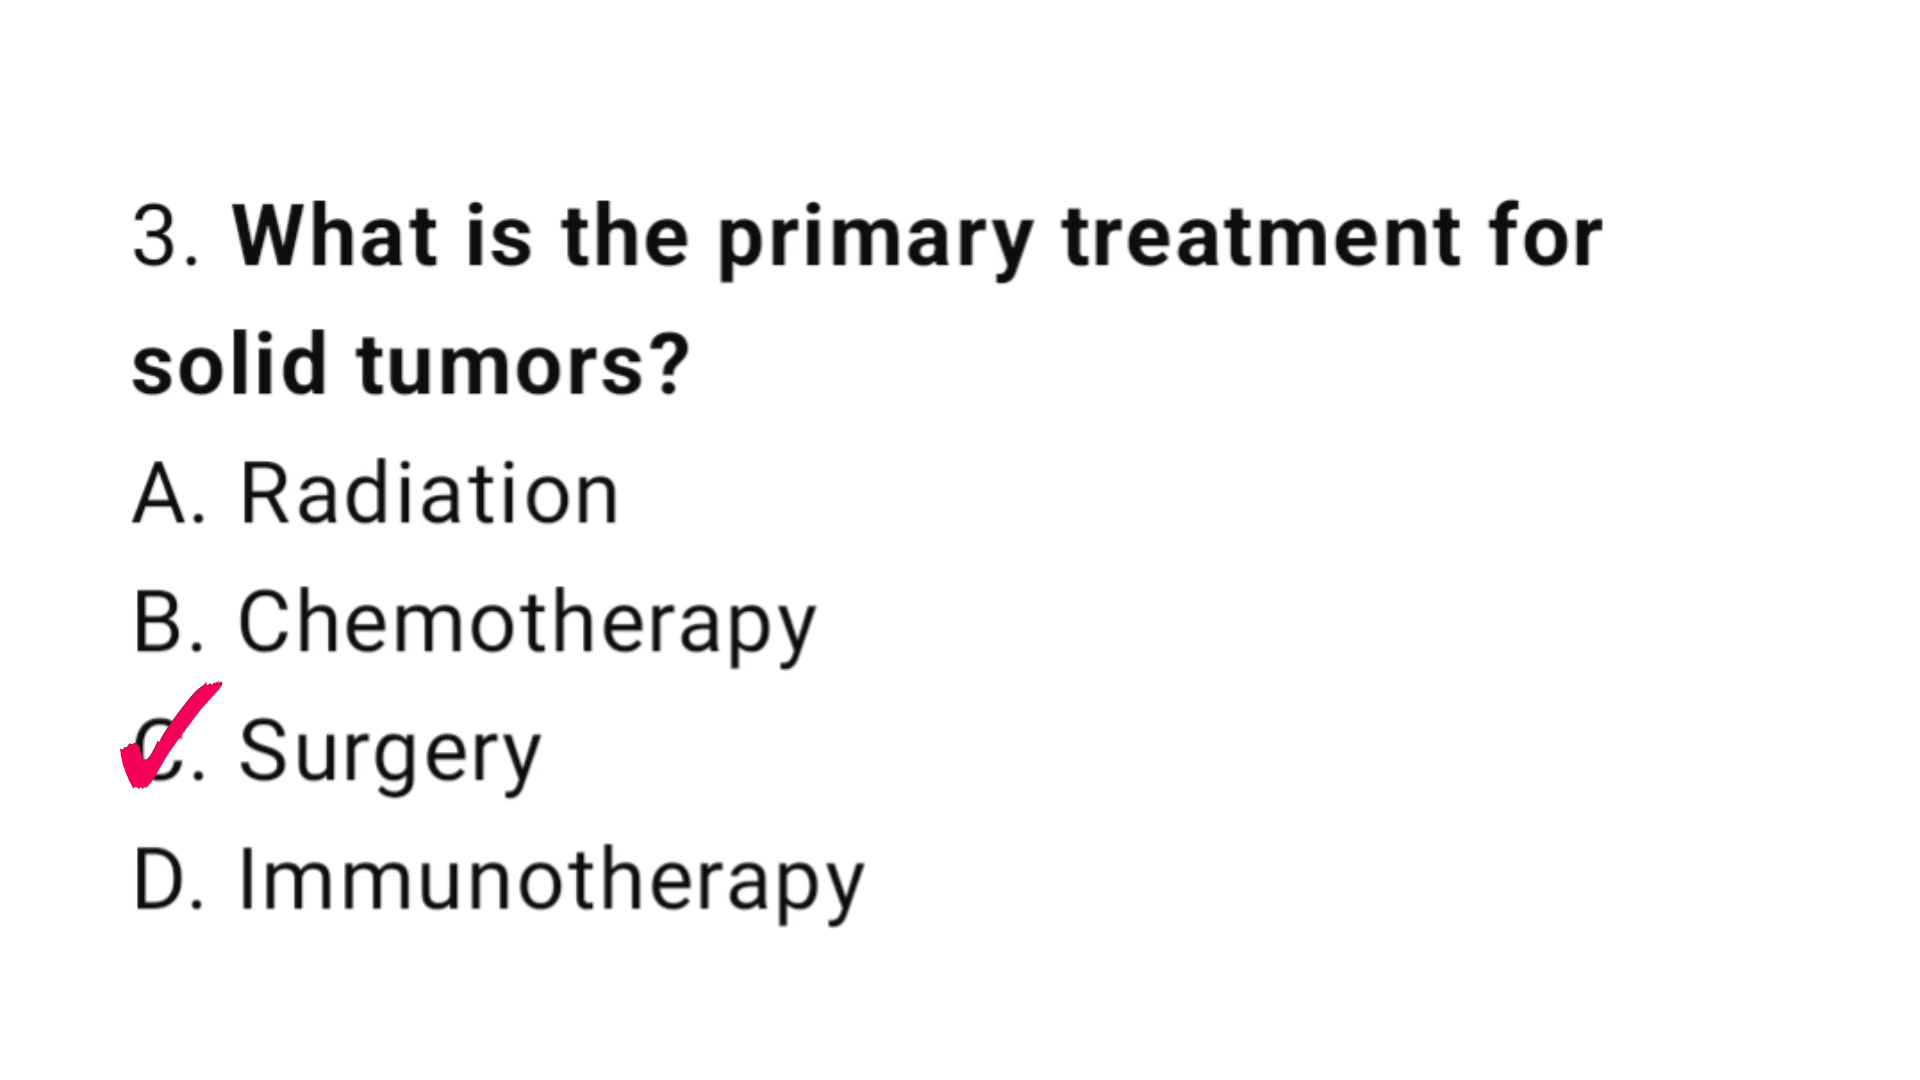 3. What is the primary treatment for
solid tumors?
A. Radiation
B. Chemotherapy
C. Surgery
D. Immunotherapy